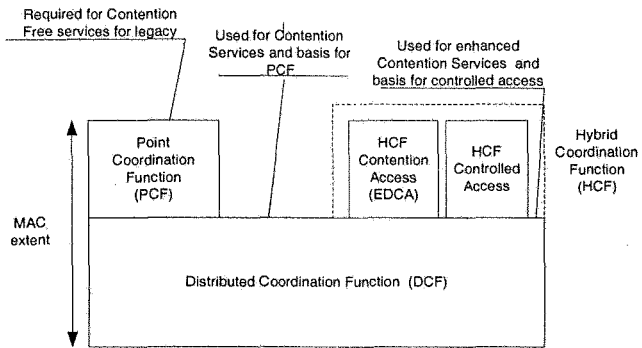 Required for Contention
Free services for legacy
Used for Contention
Services and basis for
PCF
Used for enhanced
Contention Services and
basis for controlled access
Point
Coordination
Function
(PCF)
HCF
Contention
Access
(EDCA)
HCF
Controlled
Access
Hybrid
Coordination
Function
(HCF)
MAC
extent
Distributed Coordination Function (DCF)